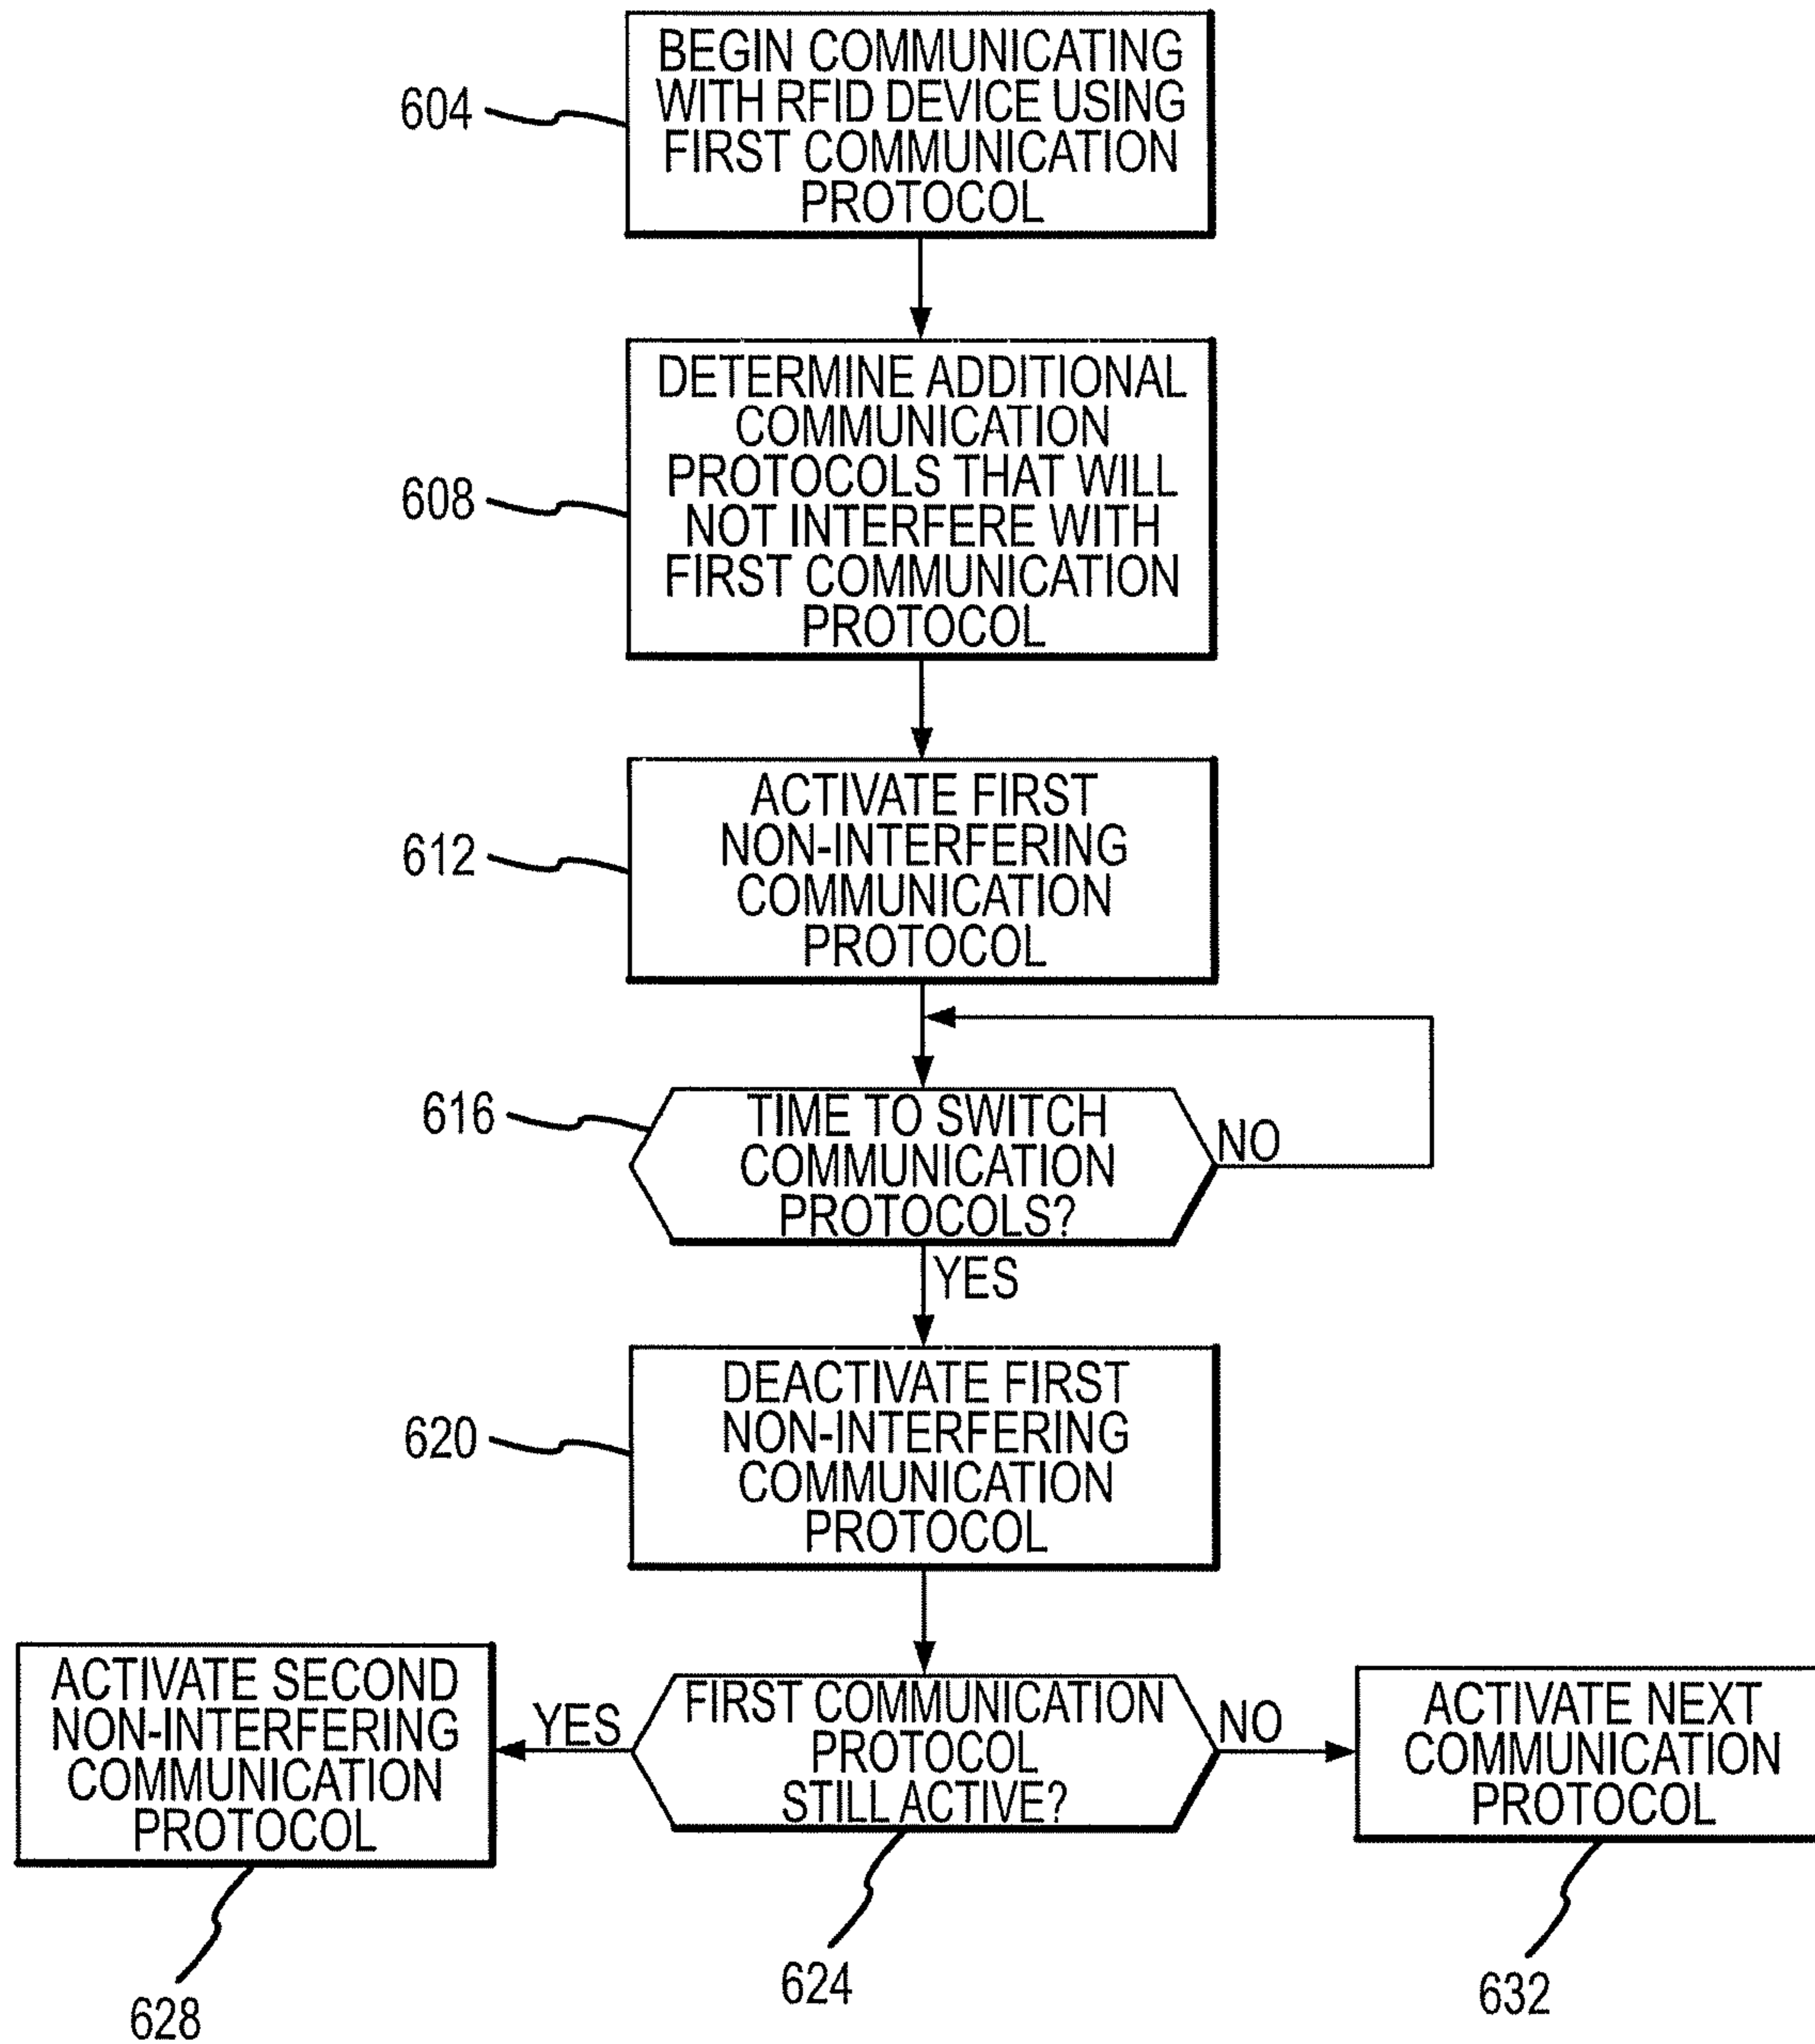 BEGIN COMMUNICATING
WITH RFID DEVICE USING
FIRST COMMUNICATION
PROTOCOL
604
DETERMINE ADDITIONAL
COMMUNICATION
PROTOCOLS THAT WILL
NOT INTERFERE WITH
FIRST COMMUNICATION
PROTOCOL
608
ACTIVATE FIRST
NON-INTERFERING
COMMUNICATION
PROTOCOL
612
TIME TO SWITCH
COMMUNICATION
PROTOCOLS?
616
NO
YES
DEACTIVATE FIRST
NON-INTERFERING
COMMUNICATION
PROTOCOL
620
ACTIVATE SECOND
NON-INTERFERING
COMMUNICATION
PROTOCOL
YES
FIRST COMMUNICATION
PROTOCOL
STILL ACTIVE?
NO
ACTIVATE NEXT
COMMUNICATION
PROTOCOL
628
624
632